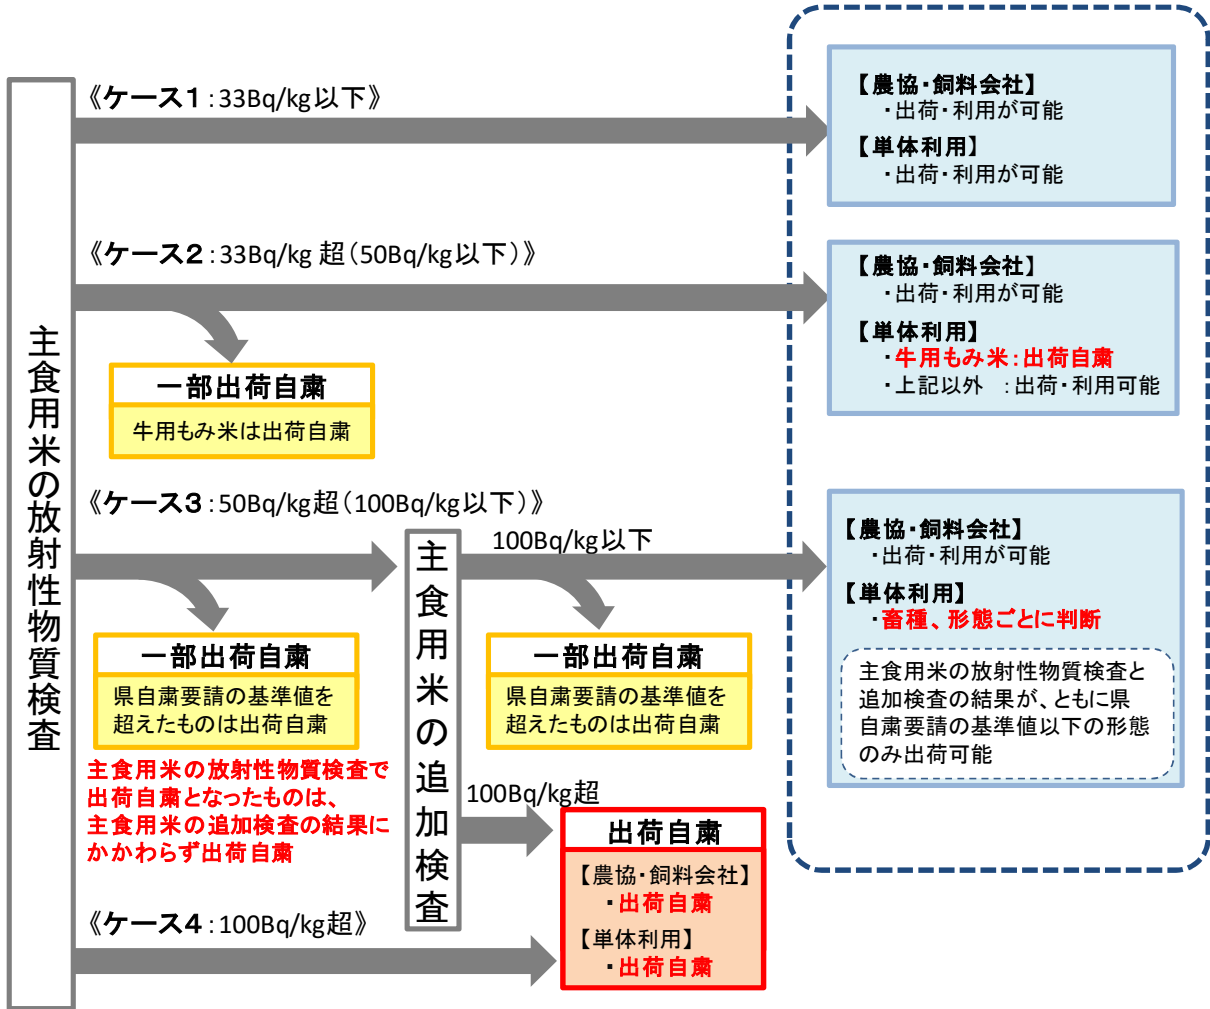 主食用米の放射性物質検査
《ケース1：33Bq/kg以下》
【農協・飼料会社】
・出荷・利用が可能
【単体利用】
・出荷・利用が可能
《ケース2：33Bq/kg 超（50Bq/kg以下）》
【農協・飼料会社】
・出荷・利用が可能
【単体利用】
・牛用もみ米：出荷自粛
・上記以外　：出荷・利用可能
一部出荷自粛
牛用もみ米は出荷自粛
《ケース3：50Bq/kg超（100Bq/kg以下）》
主食用米の追加検査
100Bq/kg以下
【農協・飼料会社】
・出荷・利用が可能
【単体利用】
・畜種、形態ごとに判断
主食用米の放射性物質検査と
追加検査の結果が、ともに県
自粛要請の基準値以下の形態
のみ出荷可能
一部出荷自粛
県自粛要請の基準値を
超えたものは出荷自粛
一部出荷自粛
県自粛要請の基準値を
超えたものは出荷自粛
主食用米の放射性物質検査で
出荷自粛となったものは、
主食用米の追加検査の結果に
かかわらず出荷自粛
100Bq/kg超
出荷自粛
【農協・飼料会社】
・出荷自粛
【単体利用】
・出荷自粛
《ケース4：100Bq/kg超》